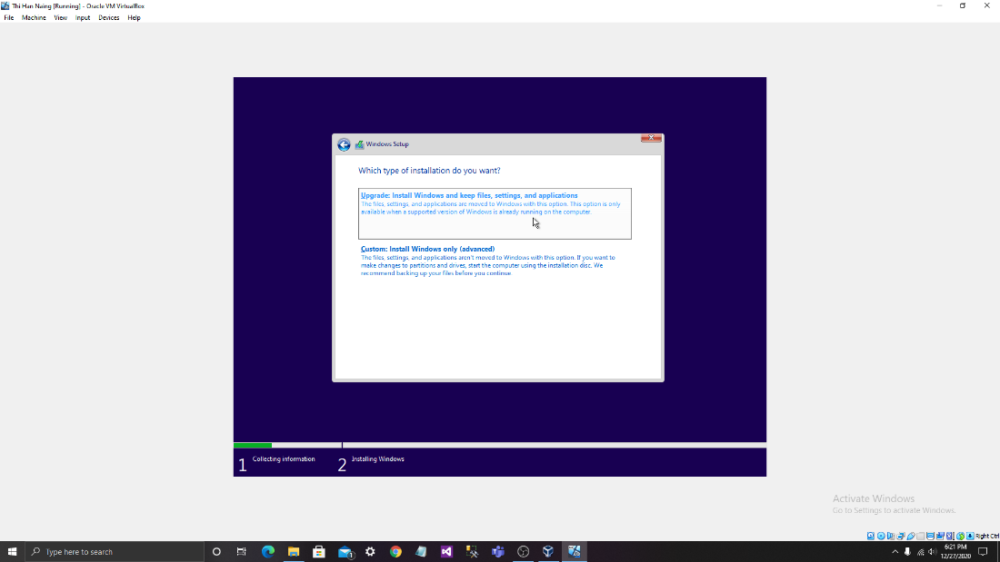 Thi Han Naing [Running] - Oracle VM VirtualBox
File Machine View Input Devices Help
Windows Setup
Which type of installation do you want?
Upgrade: Install Windows and keep files, settings, and applications
The files, settings, and applications are moved to Windows with this option. This option is only
available when a supported version of Windows is already running on the computer.
Custom: Install Windows only (advanced)
The files, settings, and applications aren't moved to Windows with this option. If you want to
make changes to partitions and drives, start the computer using the installation disc. We
recommend backing up your files before you continue.
1 Collecting information 2 Installing Windows
Activate Windows
Go to Settings to activate Windows.
Right Ctrl
Type here to search
6:21 PM
12/27/2020